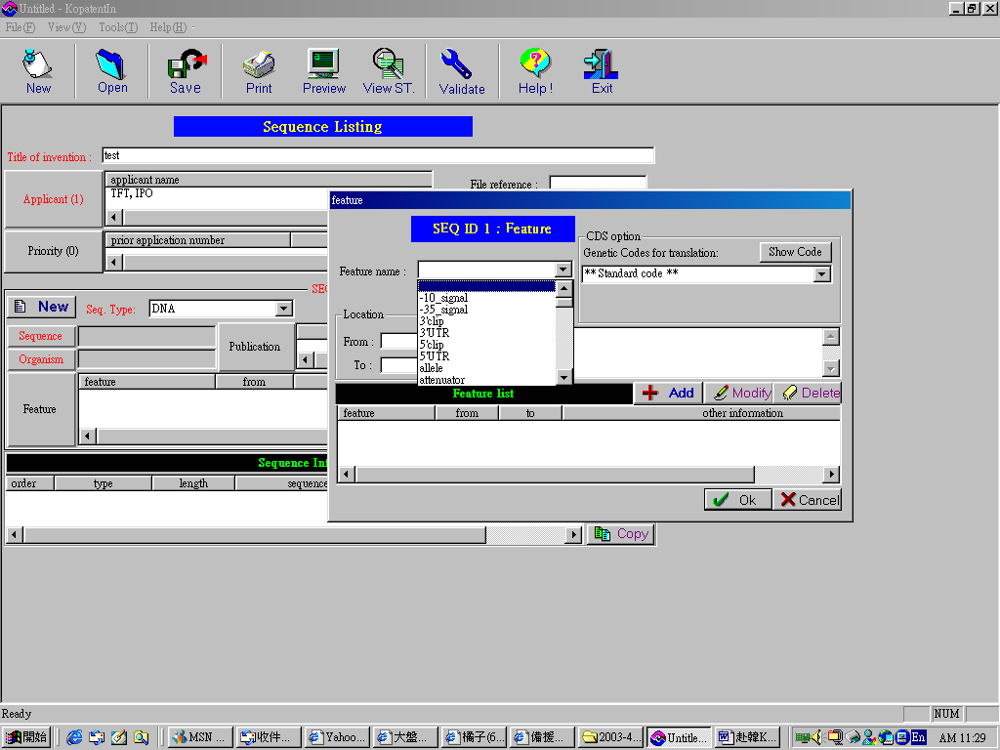 Untitled - KopatentIn
File(F) View(V) Tools(T) Help(H) -
New Open Save Print Preview View ST. Validate Help ! Exit
Sequence Listing
Title of invention : test
Applicant (1)
applicant name
TFT, IPO
File reference :
Priority (0)
prior application number
SEQ
New
Seq. Type: DNA
Sequence
Organism
Publication
Feature
feature from
Sequence Inf
order type length sequence
Copy
feature
SEQ ID 1 : Feature
Feature name :
-10_signal
-35_signal
3'clip
3'UTR
5'clip
5'UTR
allele
attenuator
Location
From :
To :
CDS option
Genetic Codes for translation: Show Code
** Standard code **
Feature list
Add Modify Delete
feature from to other information
Ok Cancel
Ready NUM
開始 MSN ... 收件... Yahoo... 大盤... 橘子(6... 備援... 2003-4... Untitle... 赴韓K... En AM 11:29